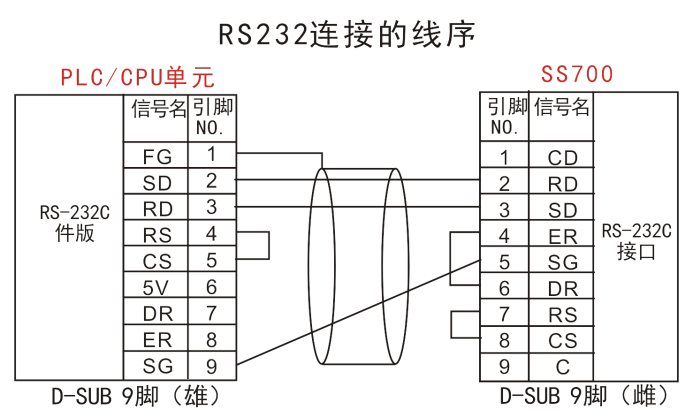 RS232连接的线序
PLC/CPU单元
SS700
信号名 引脚NO.
引脚NO. 信号名
RS-232C
件版
FG 1
SD 2
RD 3
RS 4
CS 5
5V 6
DR 7
ER 8
SG 9
1 CD
2 RD
3 SD
4 ER
5 SG
6 DR
7 RS
8 CS
9 C
RS-232C
接口
D-SUB 9脚（雄）
D-SUB 9脚（雌）